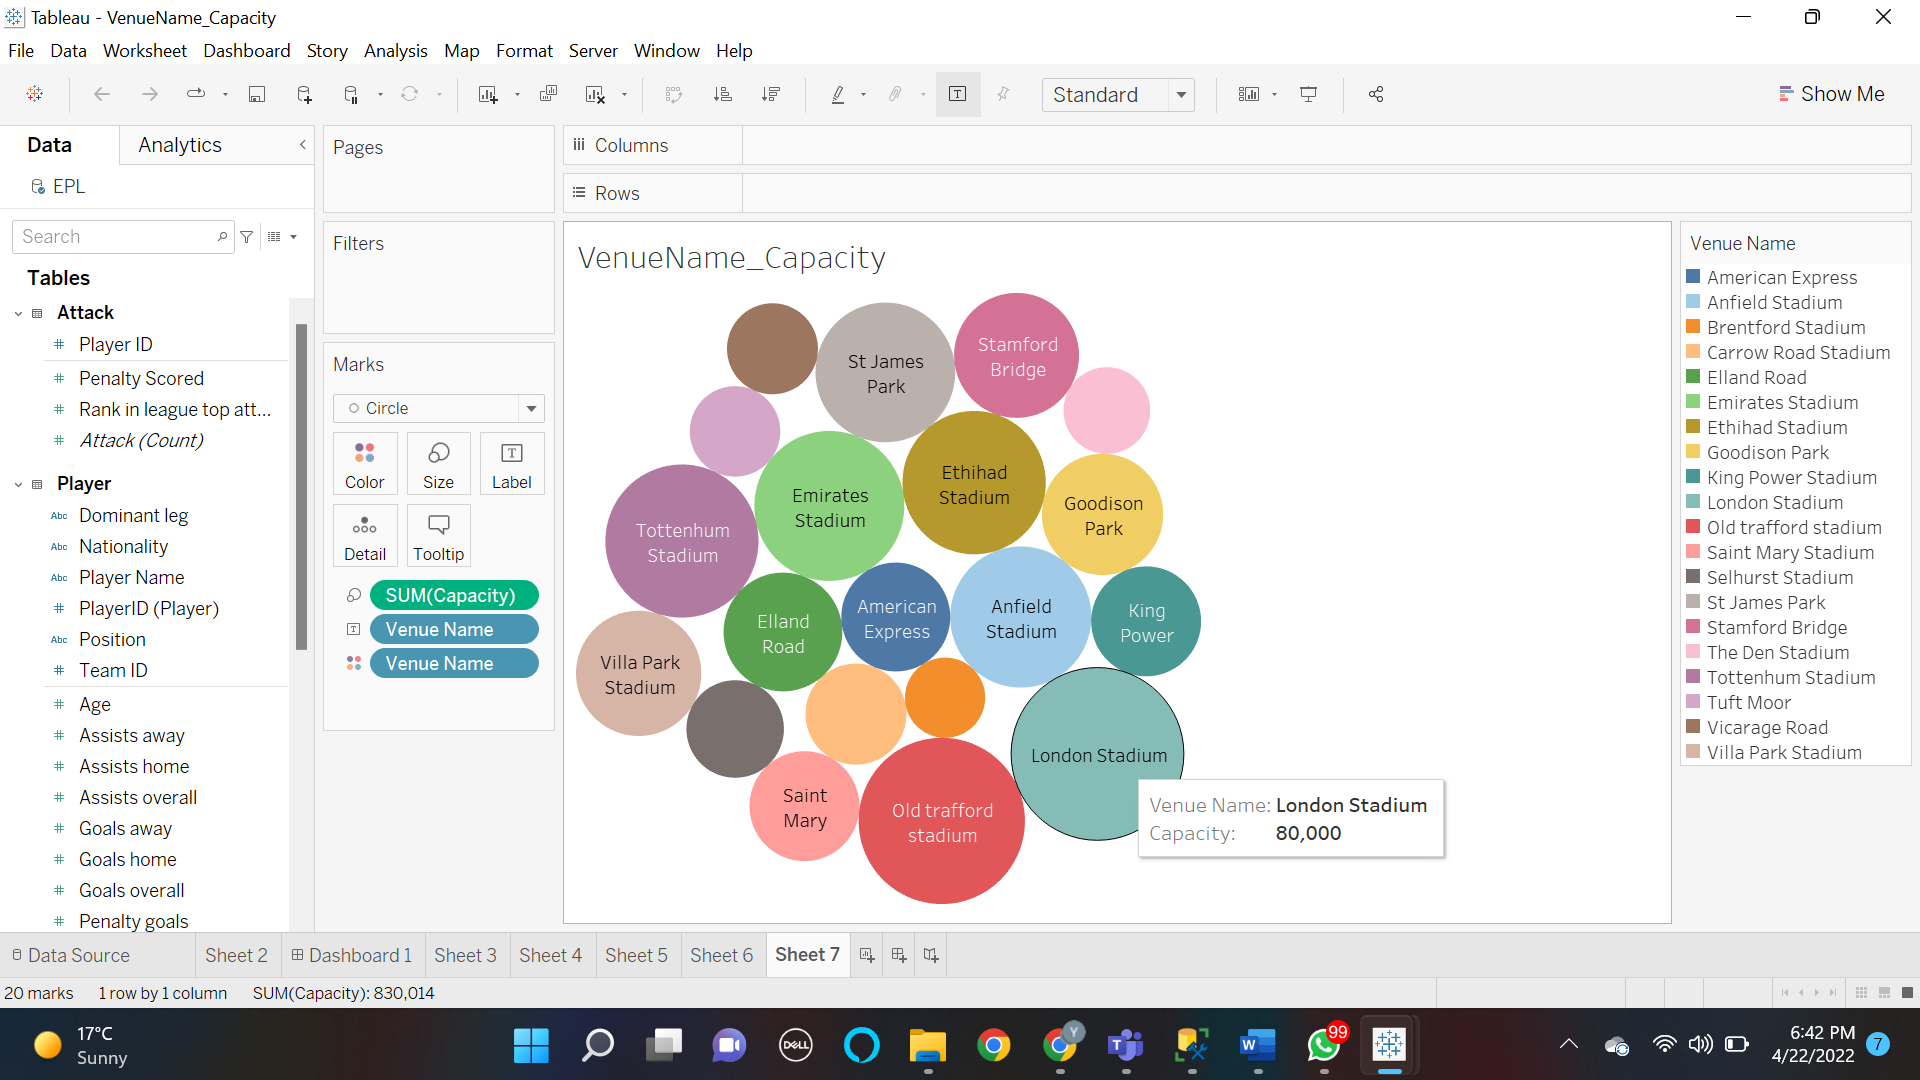 Tableau - VenueName_Capacity
File Data Worksheet Dashboard Story Analysis Map Format Server Window Help
Standard
Show Me
Data
Analytics
EPL
Search
Tables
Attack
Player ID
Penalty Scored
Rank in league top att...
Attack (Count)
Player
Abc Dominant leg
Abc Nationality
Abc Player Name
PlayerID (Player)
Abc Position
Team ID
Age
Assists away
Assists home
Assists overall
Goals away
Goals home
Goals overall
Penalty goals
Pages
Filters
Marks
Circle
Color
Size
Label
Detail
Tooltip
SUM(Capacity)
Venue Name
Venue Name
Columns
Rows
VenueName_Capacity
St James
Park
Stamford
Bridge
Emirates
Stadium
Ethihad
Stadium
Goodison
Park
Tottenhum
Stadium
Elland
Road
American
Express
Anfield
Stadium
King
Power
Villa Park
Stadium
London Stadium
Saint
Mary
Old trafford
stadium
Venue Name: London Stadium
Capacity: 80,000
Venue Name
American Express
Anfield Stadium
Brentford Stadium
Carrow Road Stadium
Elland Road
Emirates Stadium
Ethihad Stadium
Goodison Park
King Power Stadium
London Stadium
Old trafford stadium
Saint Mary Stadium
Selhurst Stadium
St James Park
Stamford Bridge
The Den Stadium
Tottenhum Stadium
Tuft Moor
Vicarage Road
Villa Park Stadium
Data Source
Sheet 2
Dashboard 1
Sheet 3
Sheet 4
Sheet 5
Sheet 6
Sheet 7
20 marks 1 row by 1 column SUM(Capacity): 830,014
17°C
Sunny
DELL
Y
T
W
99
6:42 PM
4/22/2022
7